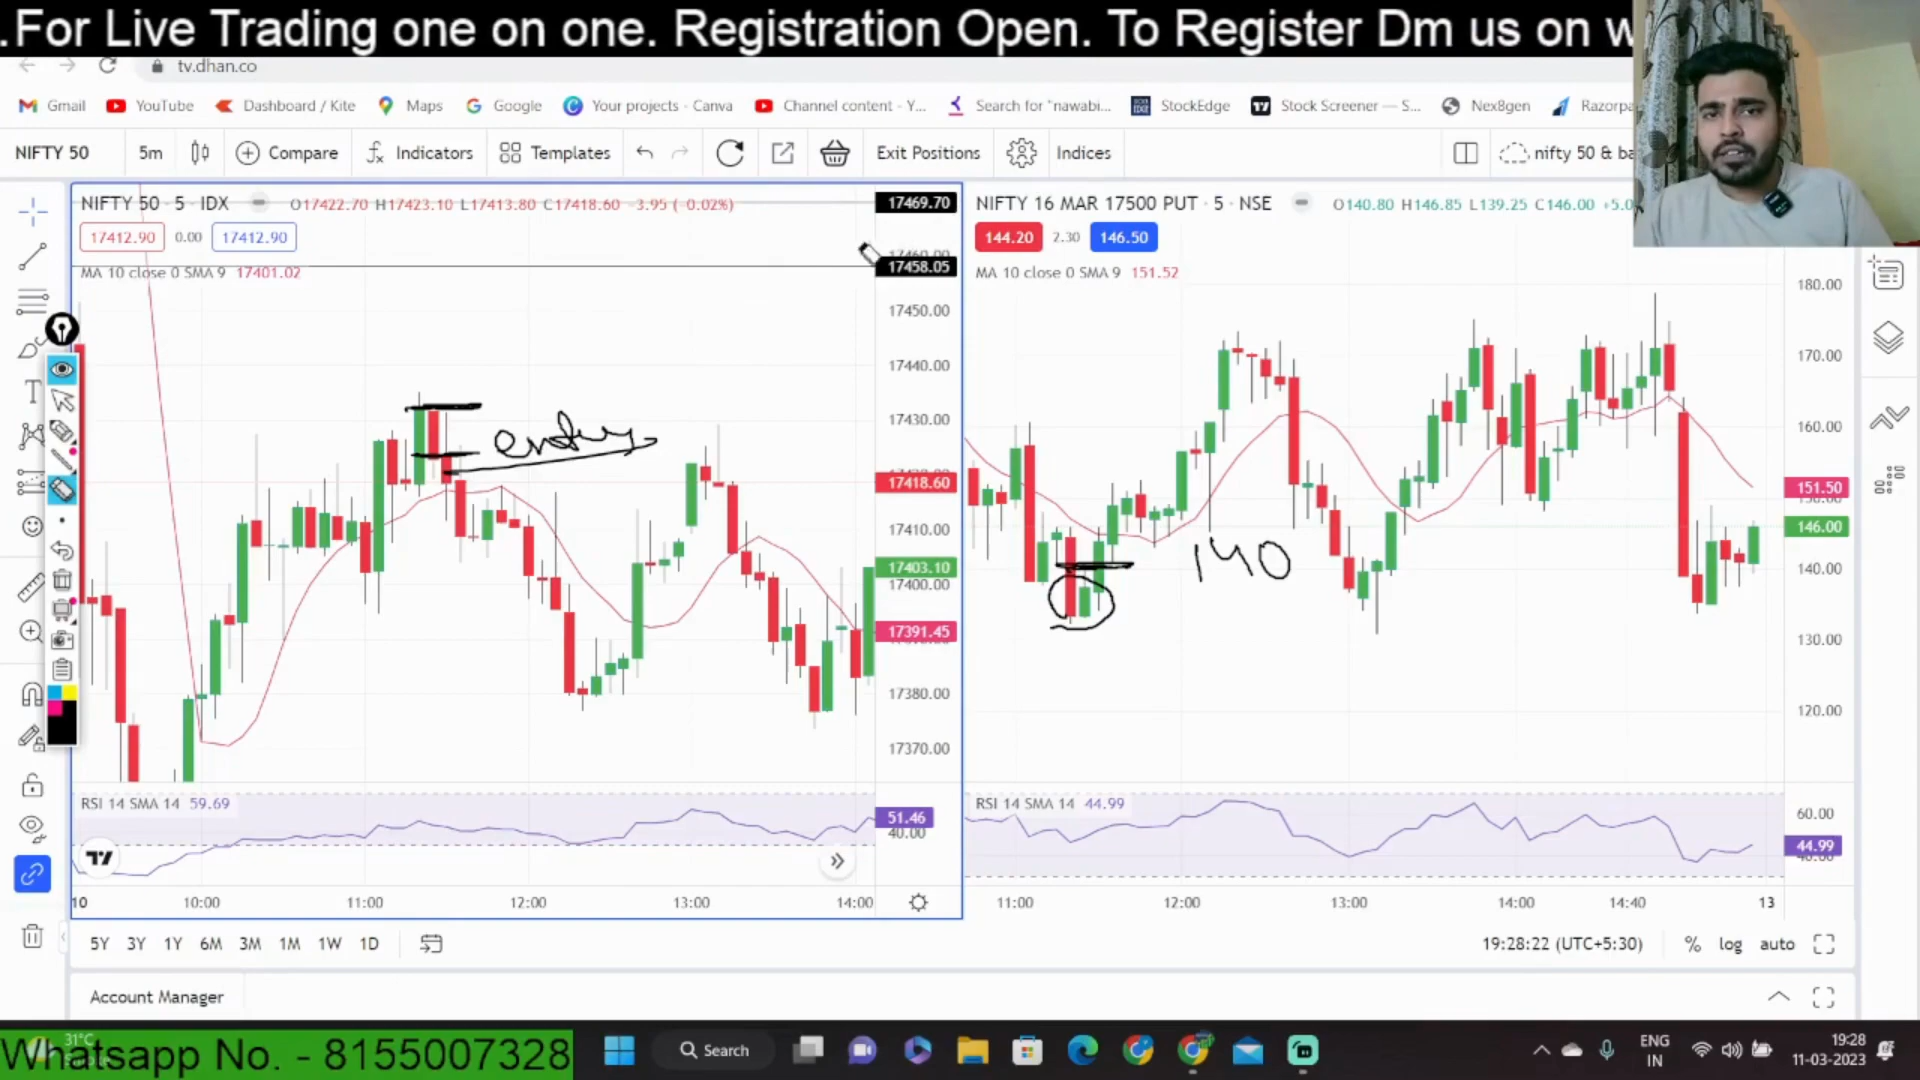 .For Live Trading one on one. Registration Open. To Register Dm us on w
tv.dhan.co
Gmail YouTube Dashboard / Kite Maps Google Your projects - Canva Channel content - Y... Search for "nawabi... StockEdge Stock Screener — S... Nex8gen Razorpa
NIFTY 50 5m Compare Indicators Templates Exit Positions Indices nifty 50 & ba
NIFTY 50 · 5 · IDX O17422.70 H17423.10 L17413.80 C17418.60 -3.95 (-0.02%)
17412.90 0.00 17412.90
MA 10 close 0 SMA 9 17401.02
17469.70
17458.05
17450.00
17440.00
17430.00
17418.60
17410.00
17403.10
17400.00
17391.45
17380.00
17370.00
entry
RSI 14 SMA 14 59.69
51.46
40.00
10 10:00 11:00 12:00 13:00 14:00
NIFTY 16 MAR 17500 PUT · 5 · NSE O140.80 H146.85 L139.25 C146.00 +5.0
144.20 2.30 146.50
MA 10 close 0 SMA 9 151.52
180.00
170.00
160.00
151.50
146.00
140.00
130.00
120.00
140
RSI 14 SMA 14 44.99
60.00
44.99
11:00 12:00 13:00 14:00 14:40 13
5Y 3Y 1Y 6M 3M 1M 1W 1D 19:28:22 (UTC+5:30) % log auto
Account Manager
31°C
Whatsapp No. - 8155007328
Search
ENG
IN
19:28
11-03-2023